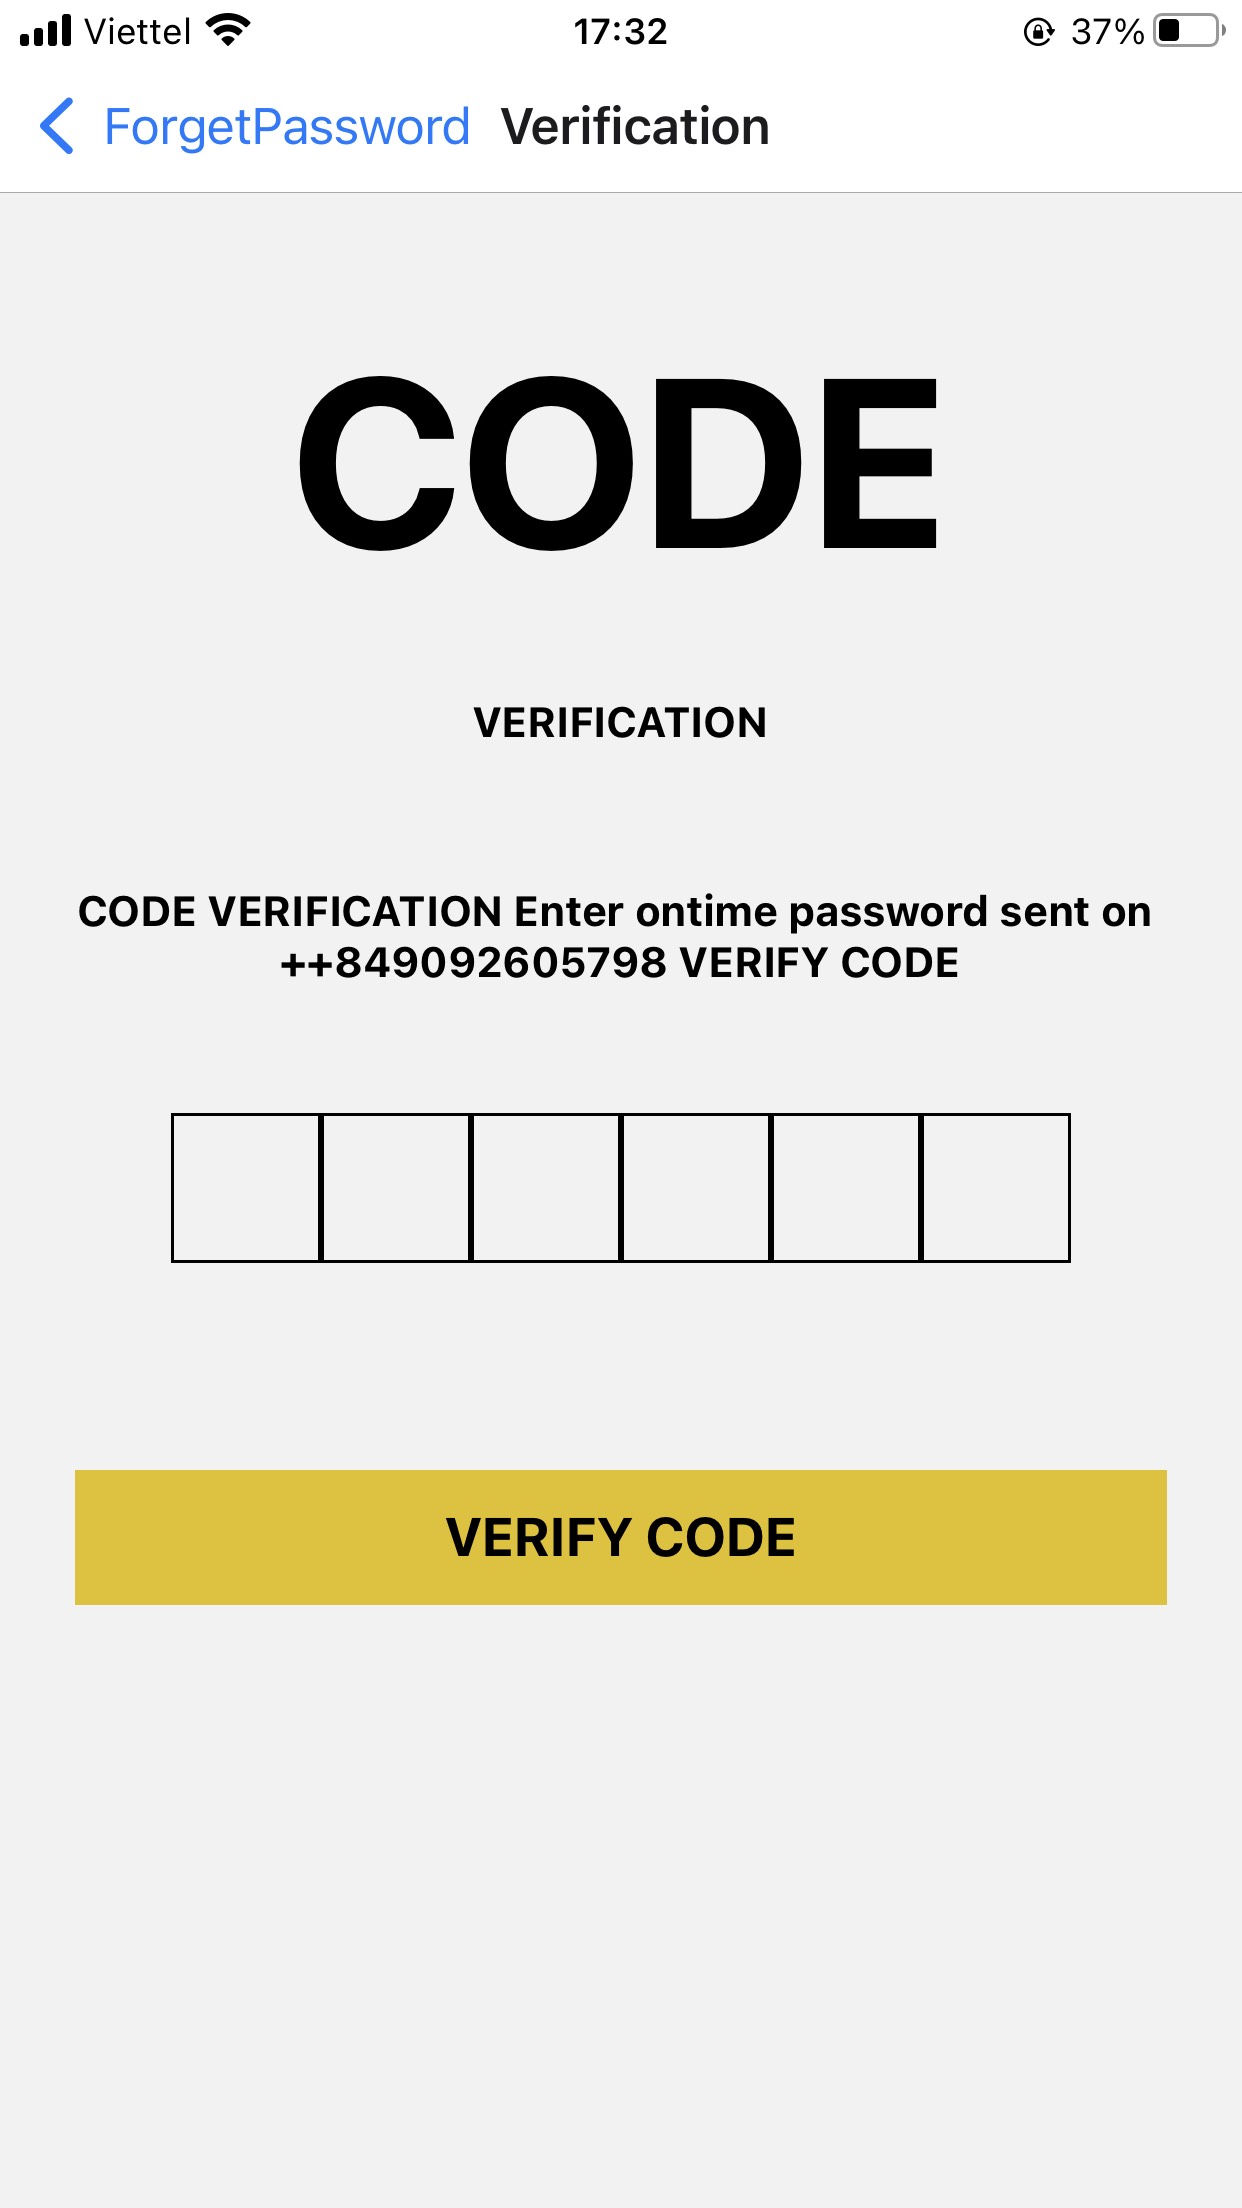 Viettel 17:32 37%
ForgetPassword Verification
CODE
VERIFICATION
CODE VERIFICATION Enter ontime password sent on
++849092605798 VERIFY CODE
VERIFY CODE